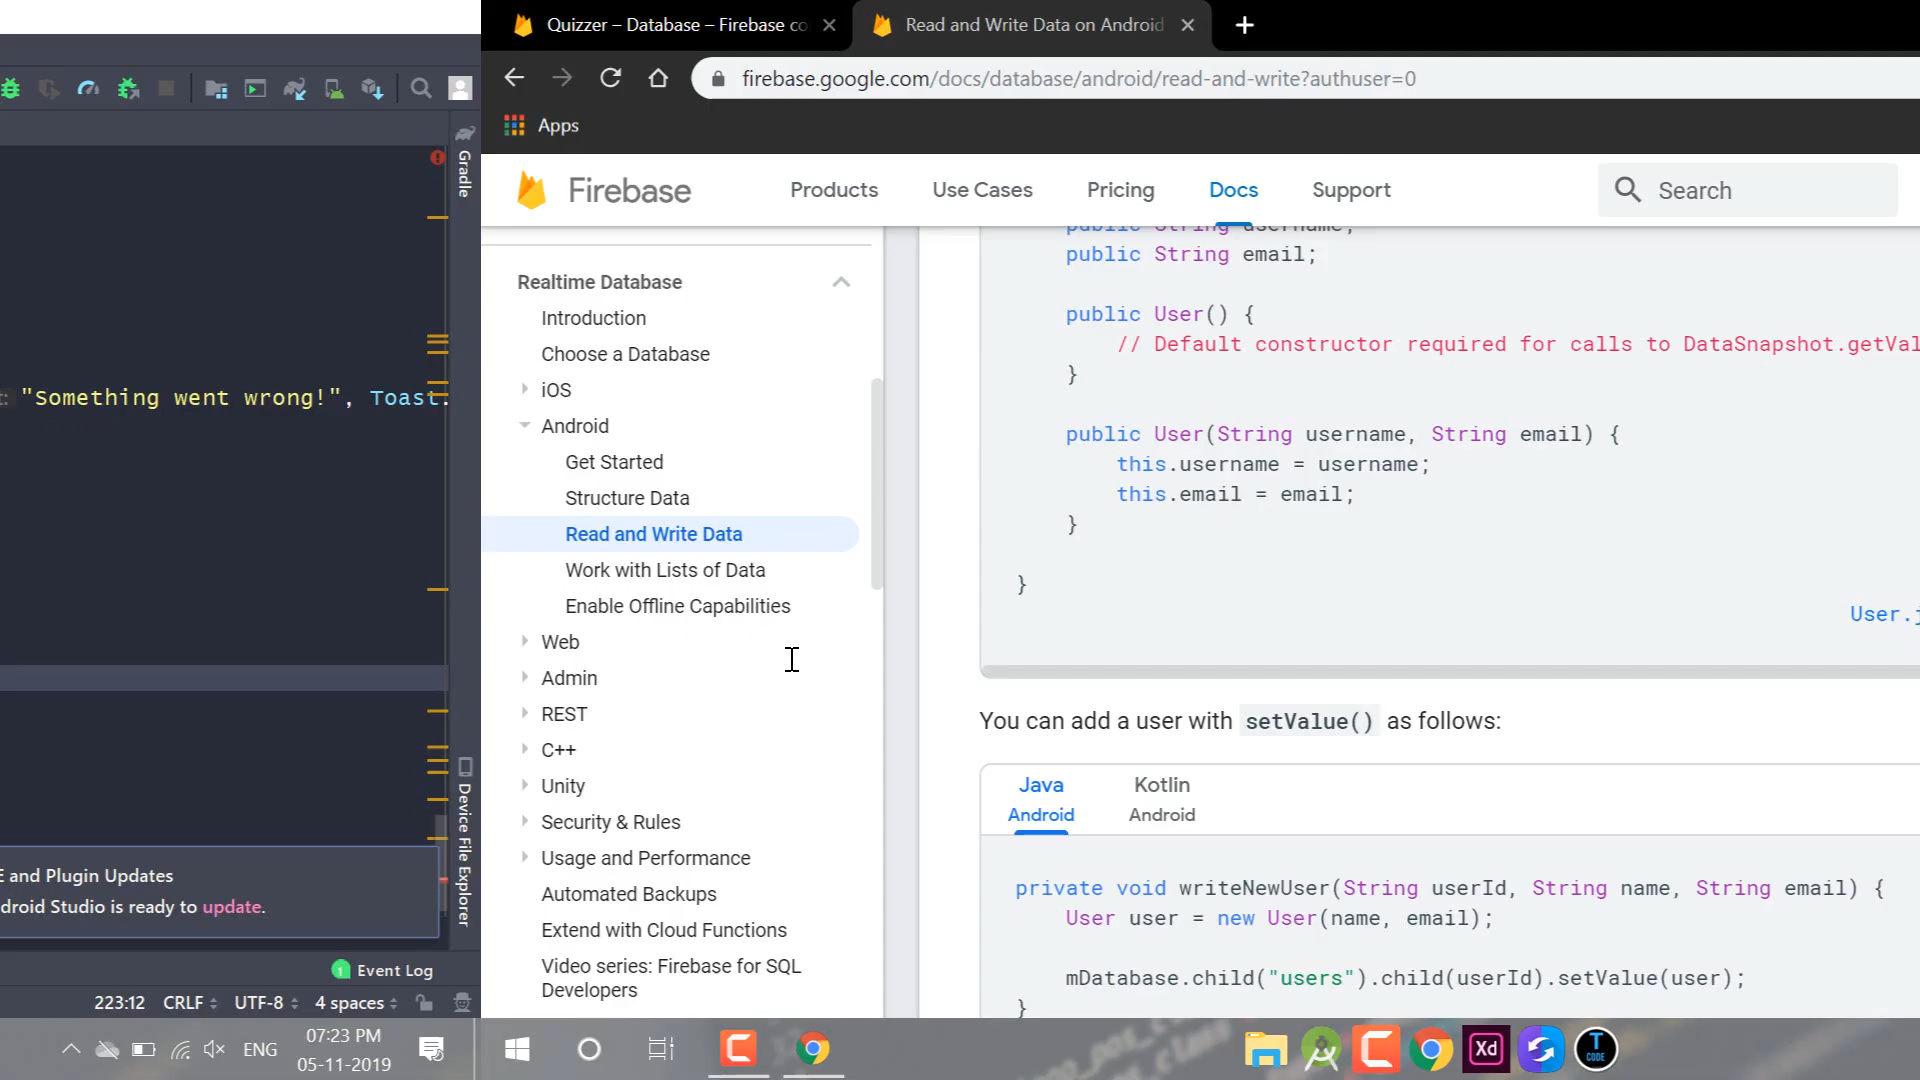 Quizzer – Database – Firebase co
Read and Write Data on Android
firebase.google.com/docs/database/android/read-and-write?authuser=0
Apps
Firebase
Products
Use Cases
Pricing
Docs
Support
Search
Gradle
"Something went wrong!", Toast.
Device File Explorer
E and Plugin Updates
droid Studio is ready to update.
1 Event Log
223:12 CRLF UTF-8 4 spaces
Realtime Database
Introduction
Choose a Database
iOS
Android
Get Started
Structure Data
Read and Write Data
Work with Lists of Data
Enable Offline Capabilities
Web
Admin
REST
C++
Unity
Security & Rules
Usage and Performance
Automated Backups
Extend with Cloud Functions
Video series: Firebase for SQL
Developers
public String username;
public String email;
public User() {
// Default constructor required for calls to DataSnapshot.getVal
}
public User(String username, String email) {
this.username = username;
this.email = email;
}
}
User.j
You can add a user with setValue() as follows:
Java
Android
Kotlin
Android
private void writeNewUser(String userId, String name, String email) {
User user = new User(name, email);
mDatabase.child("users").child(userId).setValue(user);
}
ENG
07:23 PM
05-11-2019
Xd
T
CODE